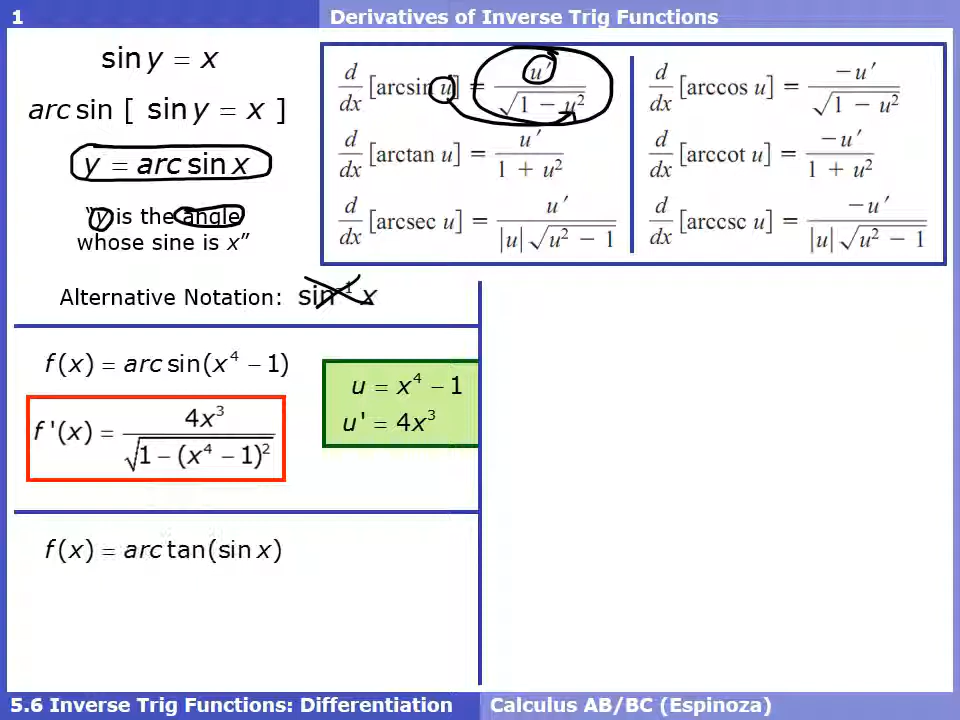 1
Derivatives of Inverse Trig Functions
sin y = x
arc sin [ sin y = x ]
y = arc sin x
“y is the angle
whose sine is x”
Alternative Notation: sin⁻¹ x
d/dx [arcsin u] = u′ / √(1 − u²)
d/dx [arccos u] = −u′ / √(1 − u²)
d/dx [arctan u] = u′ / (1 + u²)
d/dx [arccot u] = −u′ / (1 + u²)
d/dx [arcsec u] = u′ / (|u| √(u² − 1))
d/dx [arccsc u] = −u′ / (|u| √(u² − 1))
f(x) = arc sin(x⁴ − 1)
f '(x) = 4x³ / √(1 − (x⁴ − 1)²)
u = x⁴ − 1
u' = 4x³
f(x) = arc tan(sin x)
5.6 Inverse Trig Functions: Differentiation
Calculus AB/BC (Espinoza)